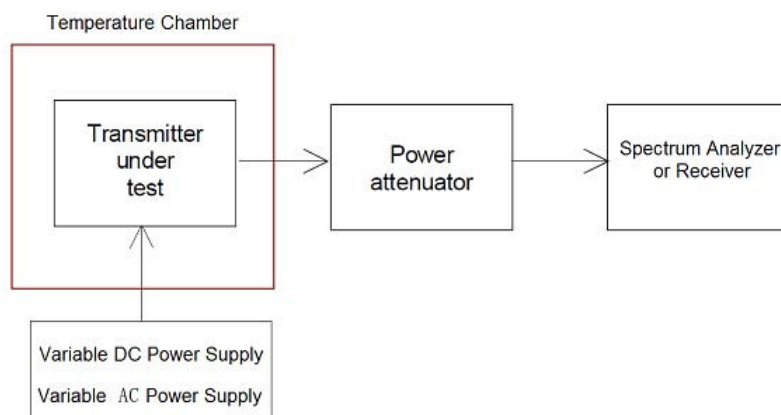 Temperature Chamber
Transmitter
under
test
Power
attenuator
Spectrum Analyzer
or Receiver
Variable DC Power Supply
Variable AC Power Supply